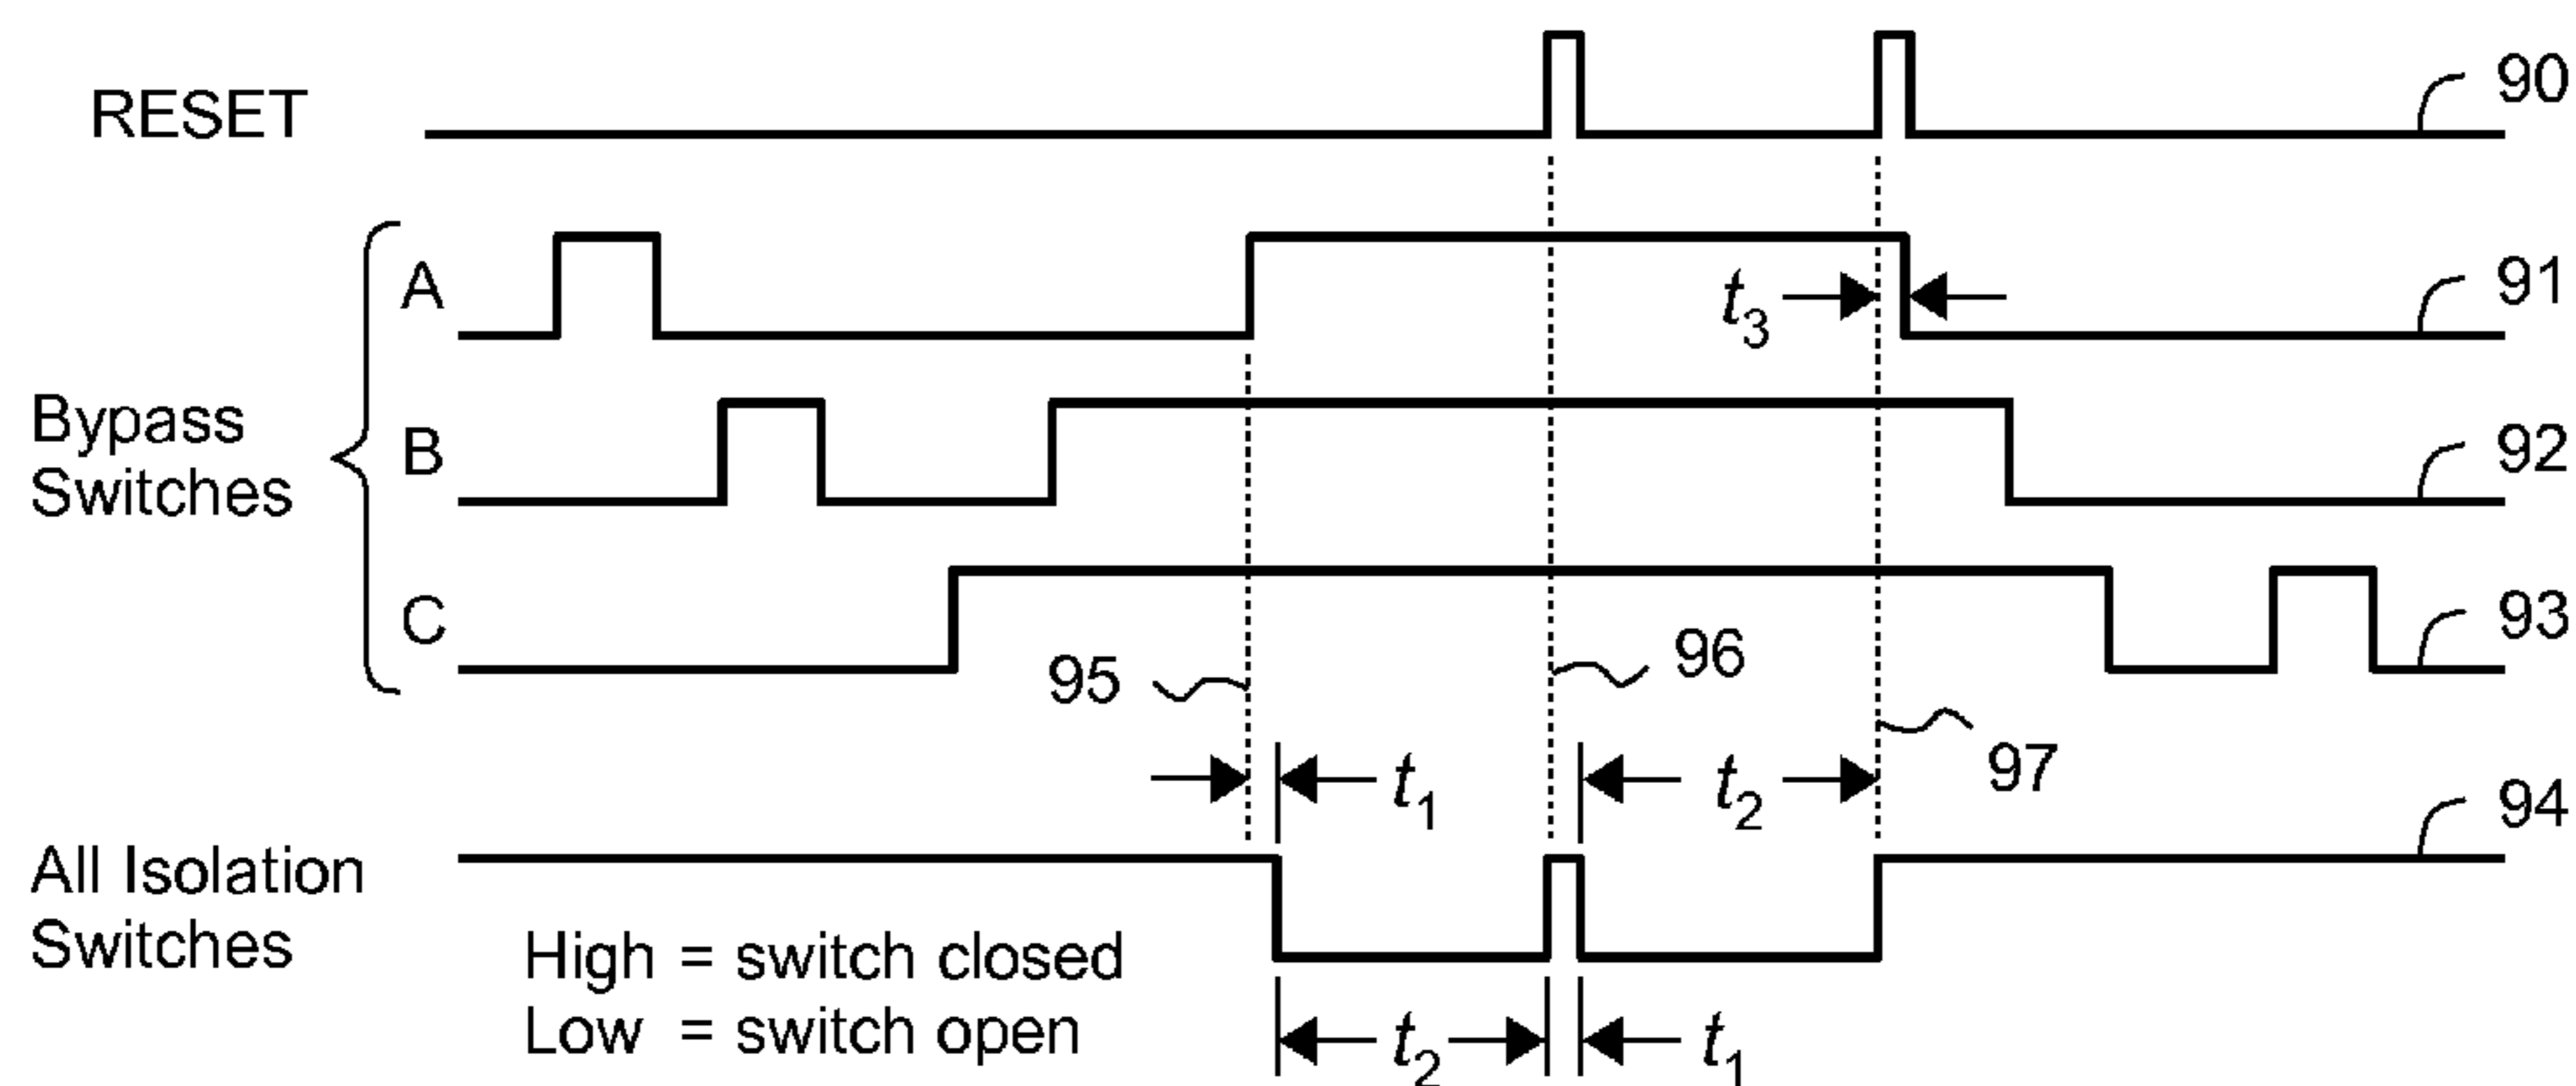 RESET
90
A
t3
91
Bypass
Switches
B
92
C
93
95
96
97
t1
t2
94
All Isolation
Switches
High = switch closed
Low = switch open
t2
t1